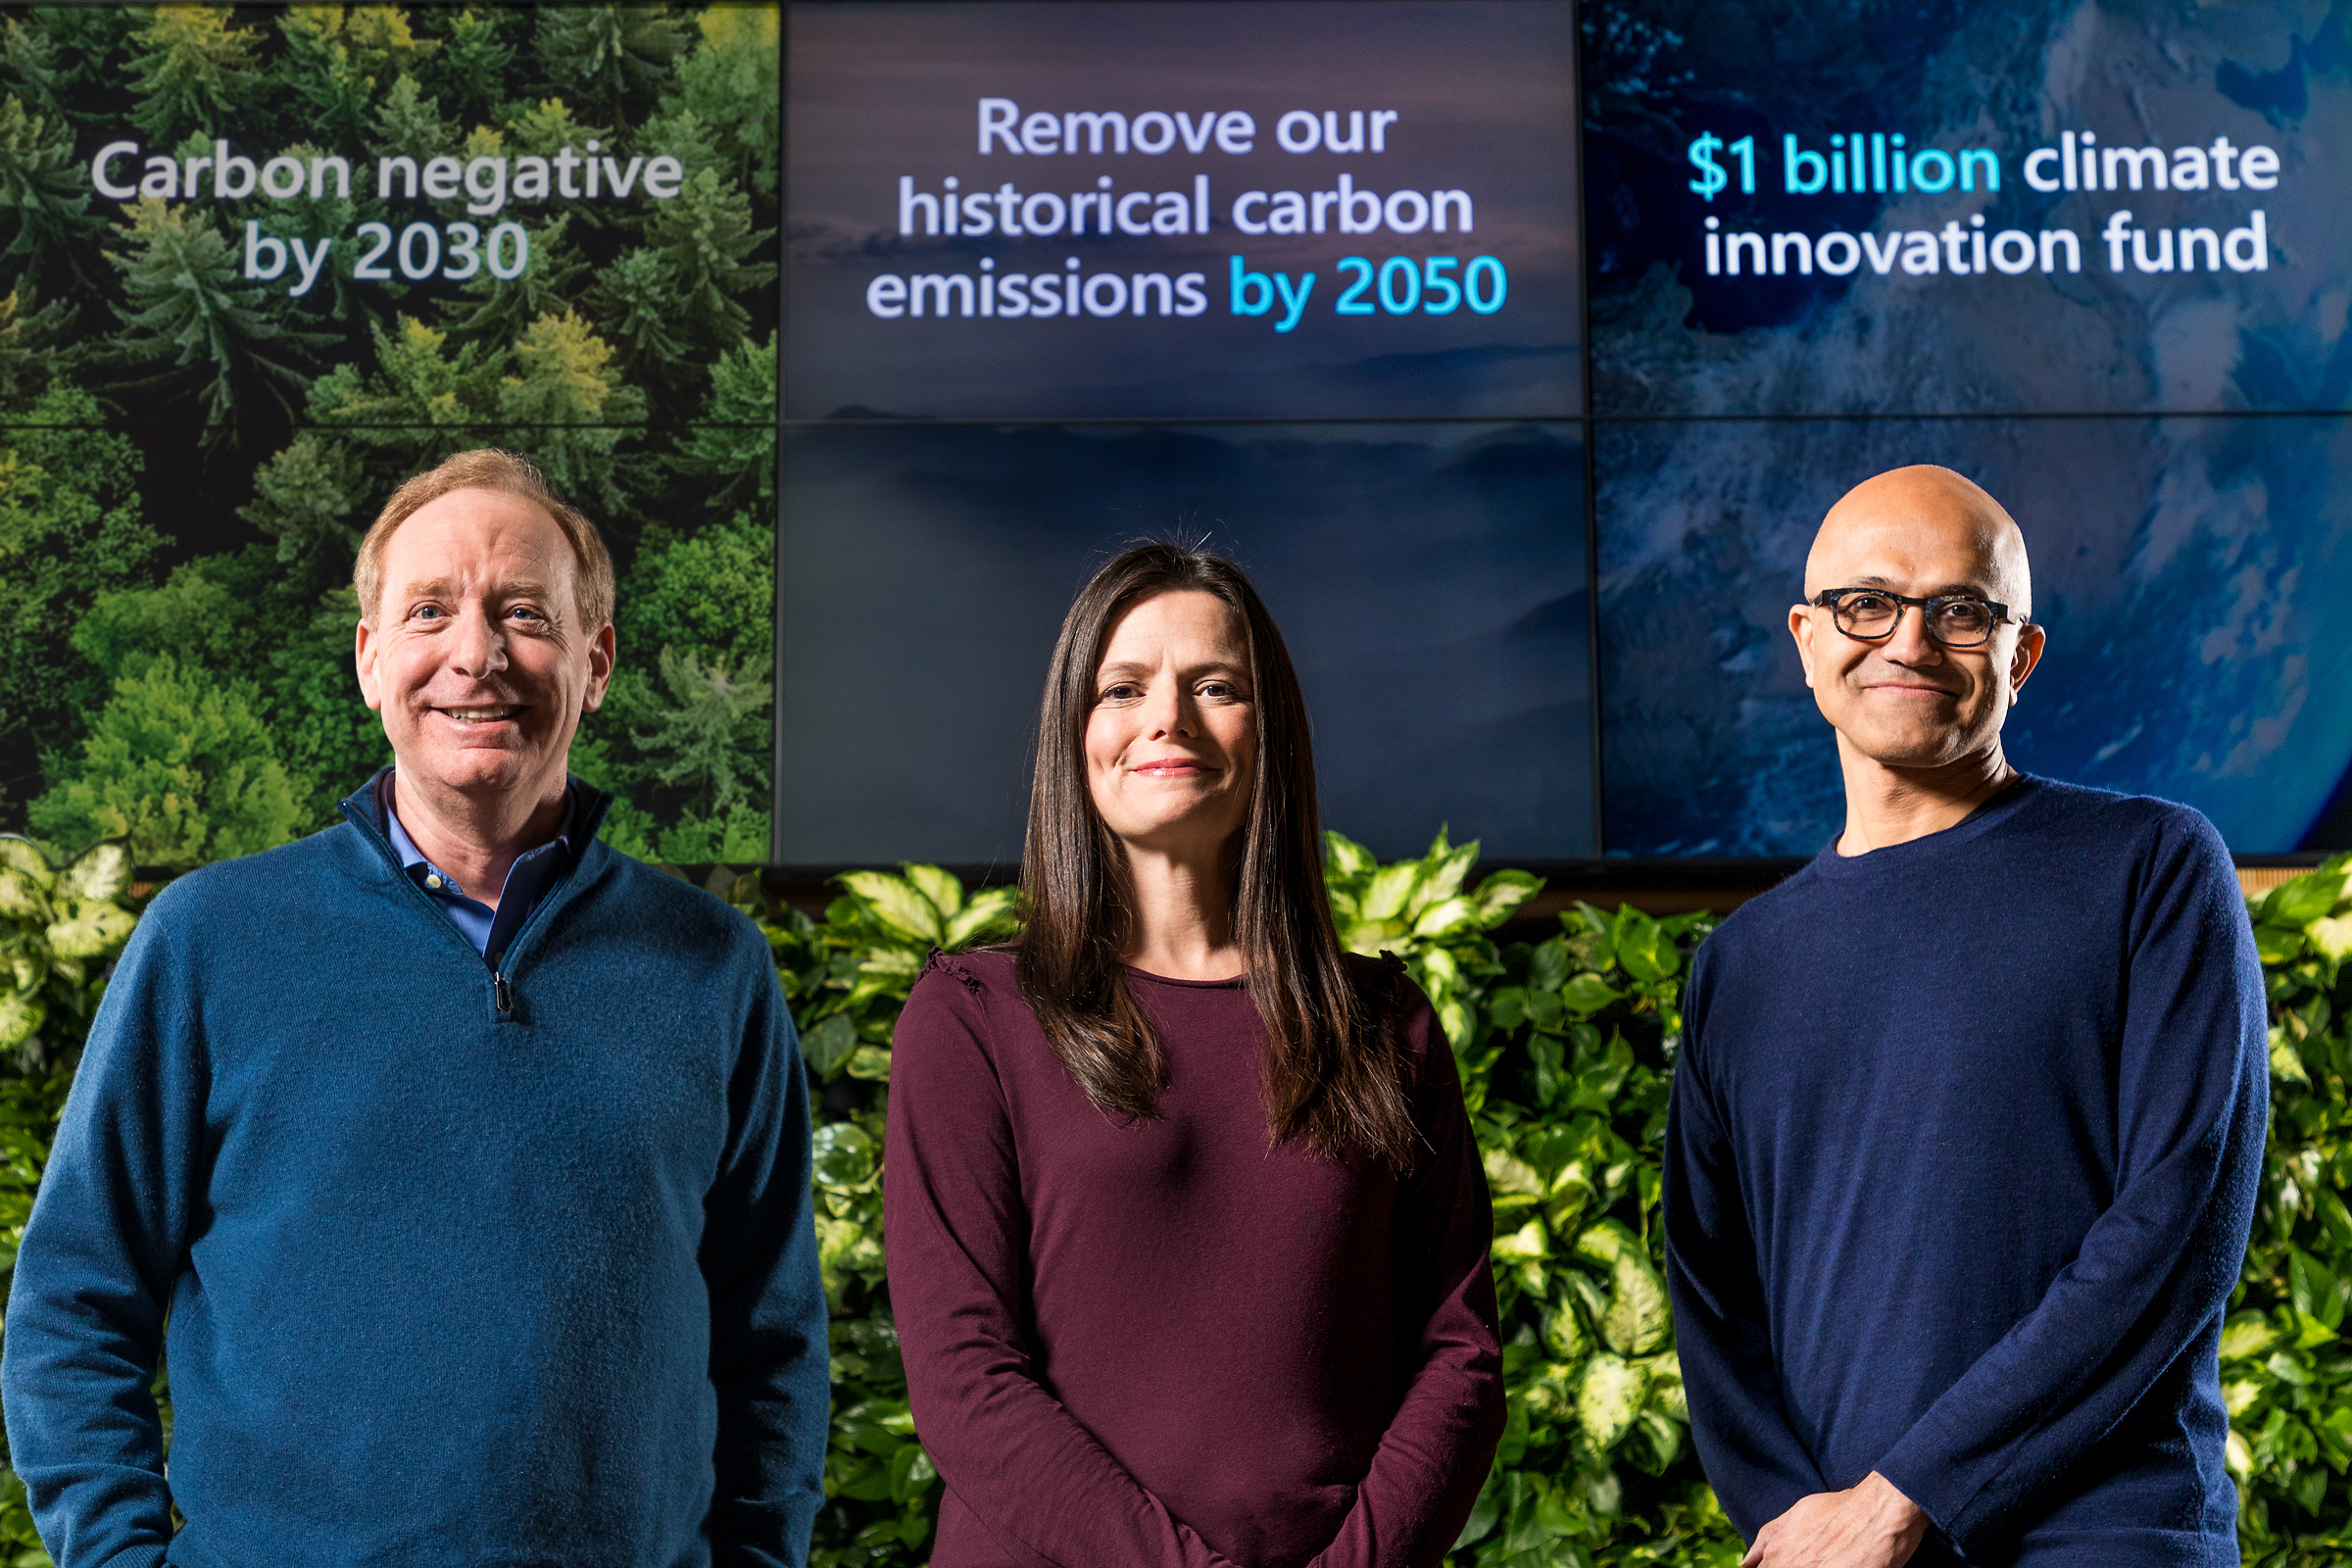 Carbon negative
by 2030
Remove our
historical carbon
emissions by 2050
$1 billion climate
innovation fund